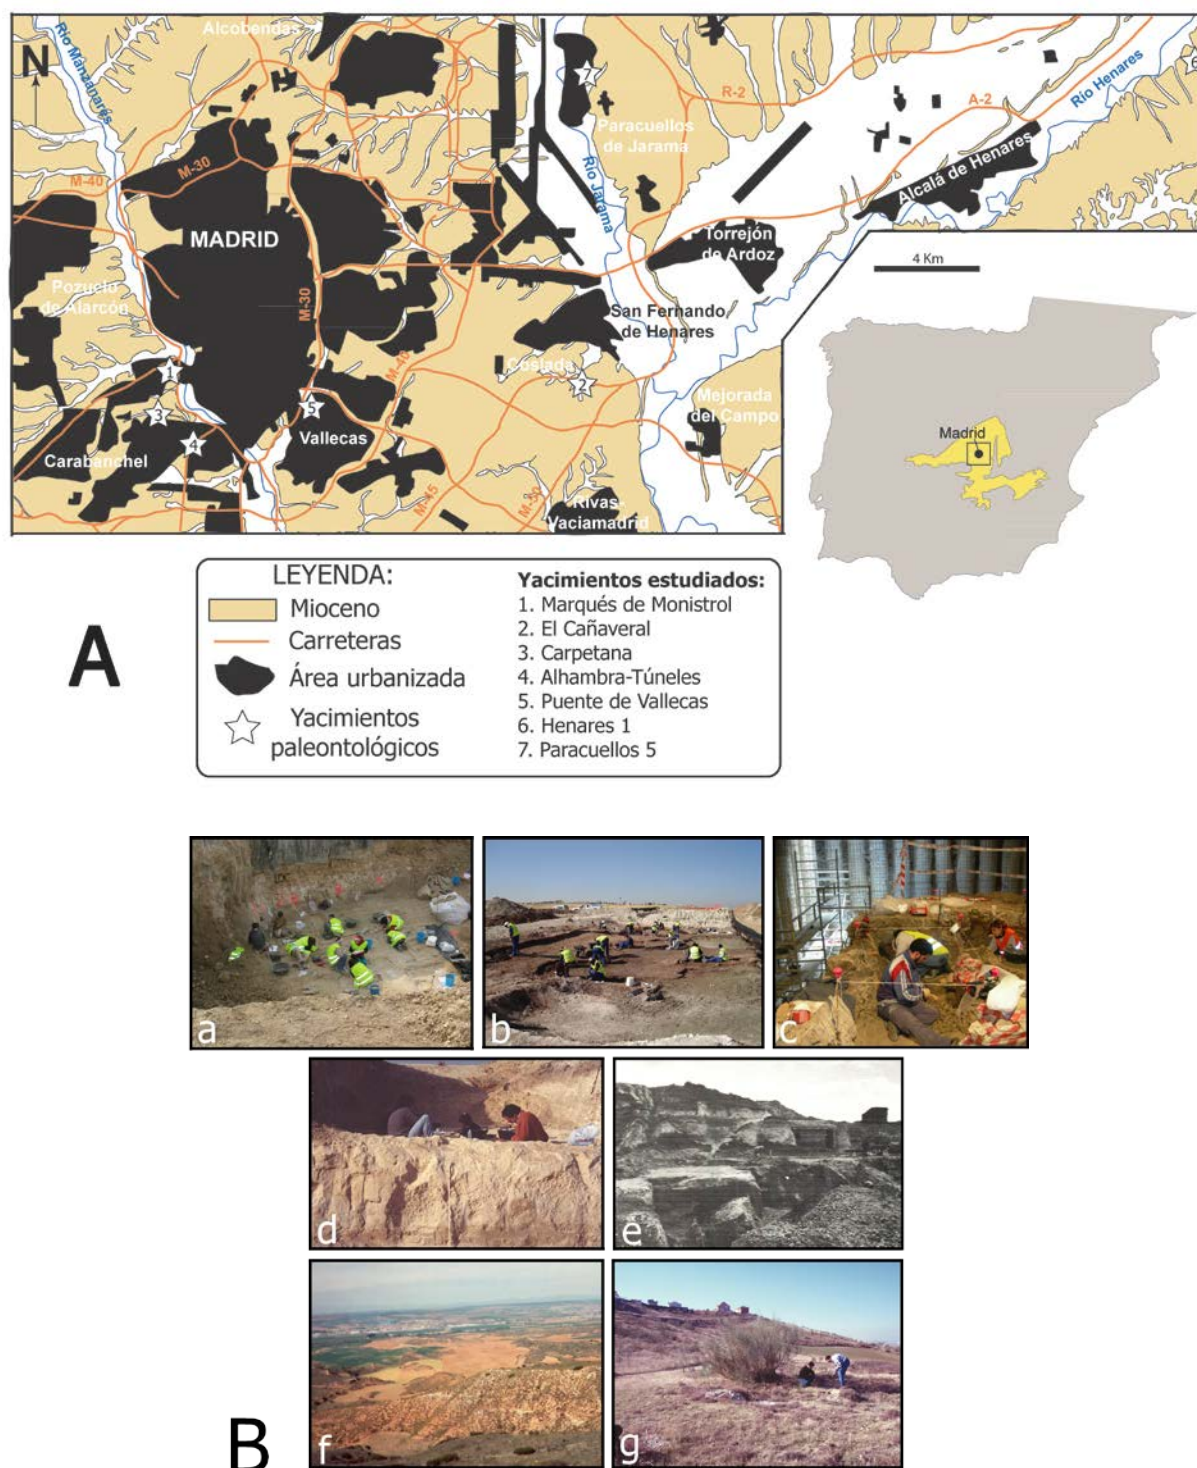 Alcobendas
Río Manzanares
N
7
6
R-2
A-2
Río Henares
Paracuellos
de Jarama
M-30
M-40
Río Jarama
Alcalá de Henares
MADRID
Torrejón
de Ardoz
4 Km
Pozuelo
de Alarcón
M-30
San Fernando
de Henares
M-40
Coslada
1
2
3
5
4
Mejorada
del Campo
Vallecas
Carabanchel
M-45
M-50
Rivas-
Vaciamadrid
Madrid
A
LEYENDA:
Mioceno
Carreteras
Área urbanizada
Yacimientos
paleontológicos
Yacimientos estudiados:
1. Marqués de Monistrol
2. El Cañaveral
3. Carpetana
4. Alhambra-Túneles
5. Puente de Vallecas
6. Henares 1
7. Paracuellos 5
a
b
c
d
e
f
g
B